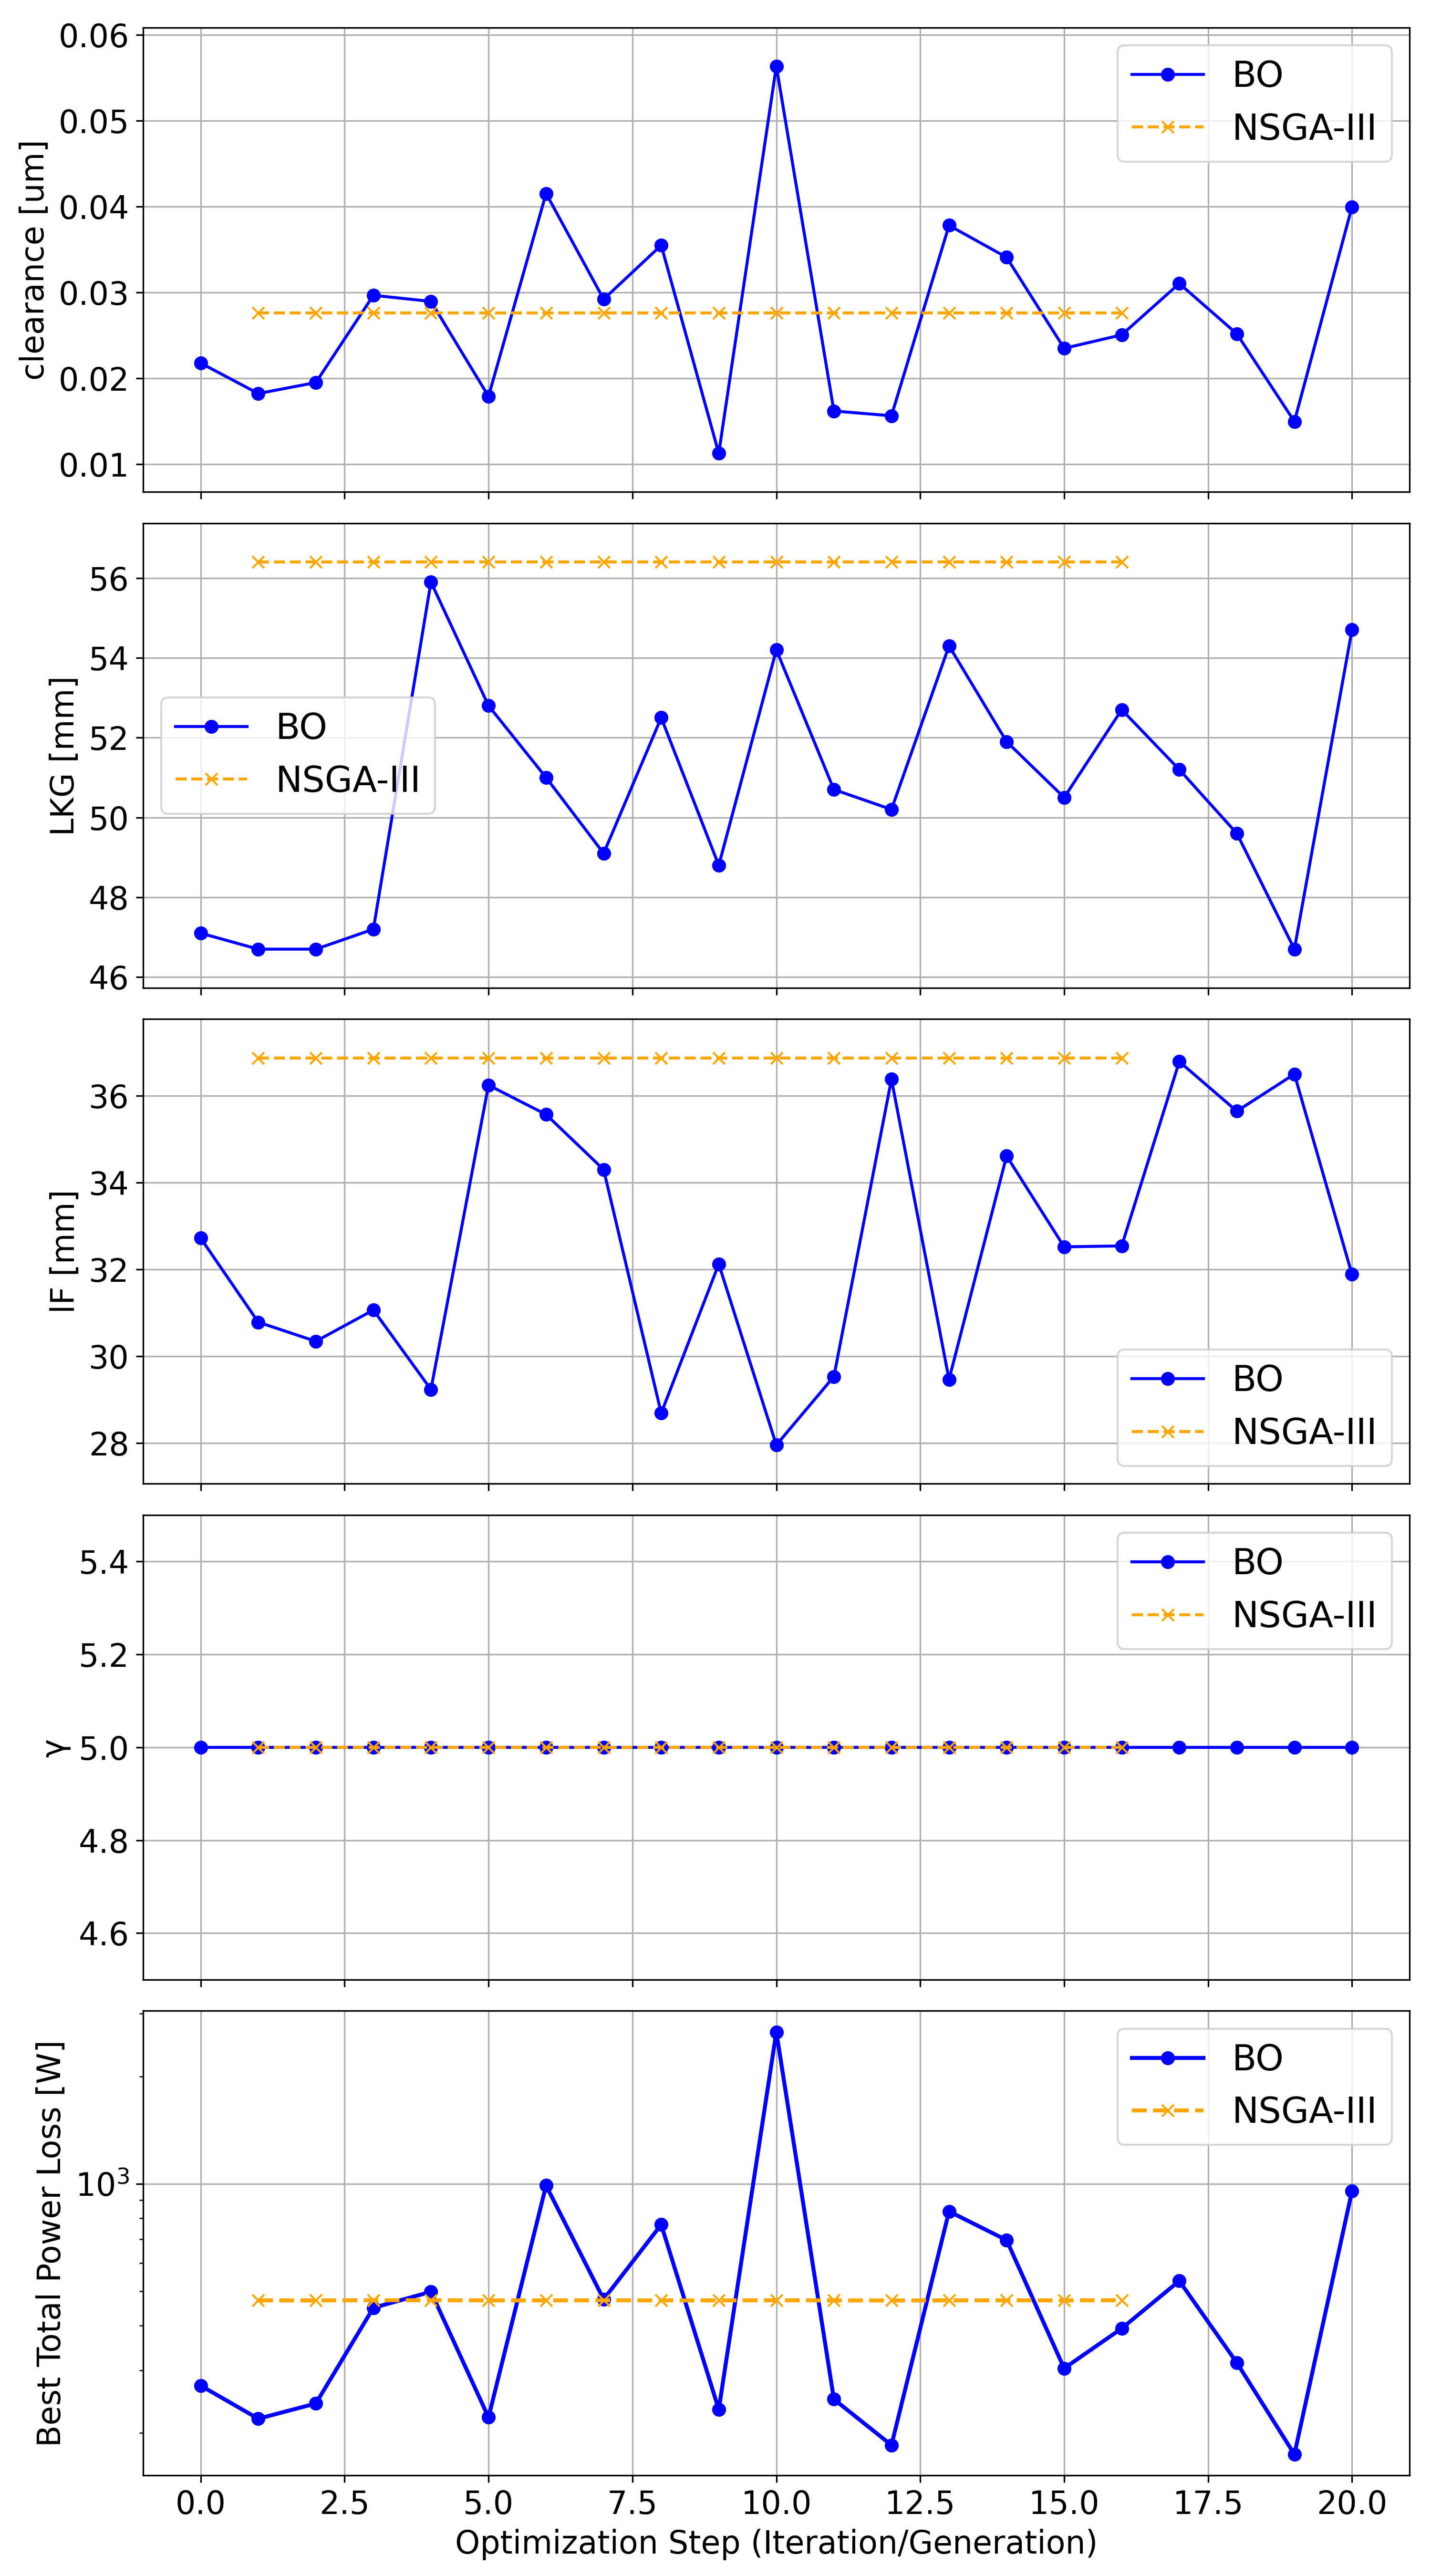 clearance [um]
0.06
0.05
0.04
0.03
0.02
0.01
BO
NSGA-III
LKG [mm]
56
54
52
50
48
46
BO
NSGA-III
IF [mm]
36
34
32
30
28
BO
NSGA-III
γ
5.4
5.2
5.0
4.8
4.6
BO
NSGA-III
Best Total Power Loss [W]
10³
BO
NSGA-III
0.0 2.5 5.0 7.5 10.0 12.5 15.0 17.5 20.0
Optimization Step (Iteration/Generation)